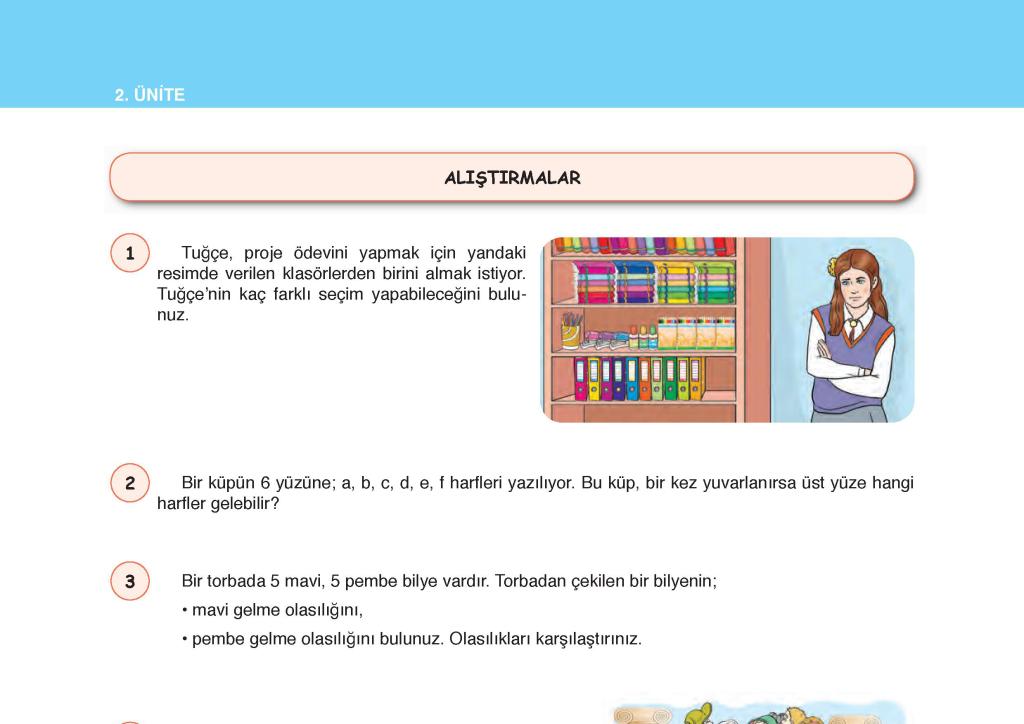 2. ÜNİTE
ALIŞTIRMALAR
1
Tuğçe, proje ödevini yapmak için yandaki
resimde verilen klasörlerden birini almak istiyor.
Tuğçe’nin kaç farklı seçim yapabileceğini bulu-
nuz.
2
Bir küpün 6 yüzüne; a, b, c, d, e, f harfleri yazılıyor. Bu küp, bir kez yuvarlanırsa üst yüze hangi
harfler gelebilir?
3
Bir torbada 5 mavi, 5 pembe bilye vardır. Torbadan çekilen bir bilyenin;
• mavi gelme olasılığını,
• pembe gelme olasılığını bulunuz. Olasılıkları karşılaştırınız.